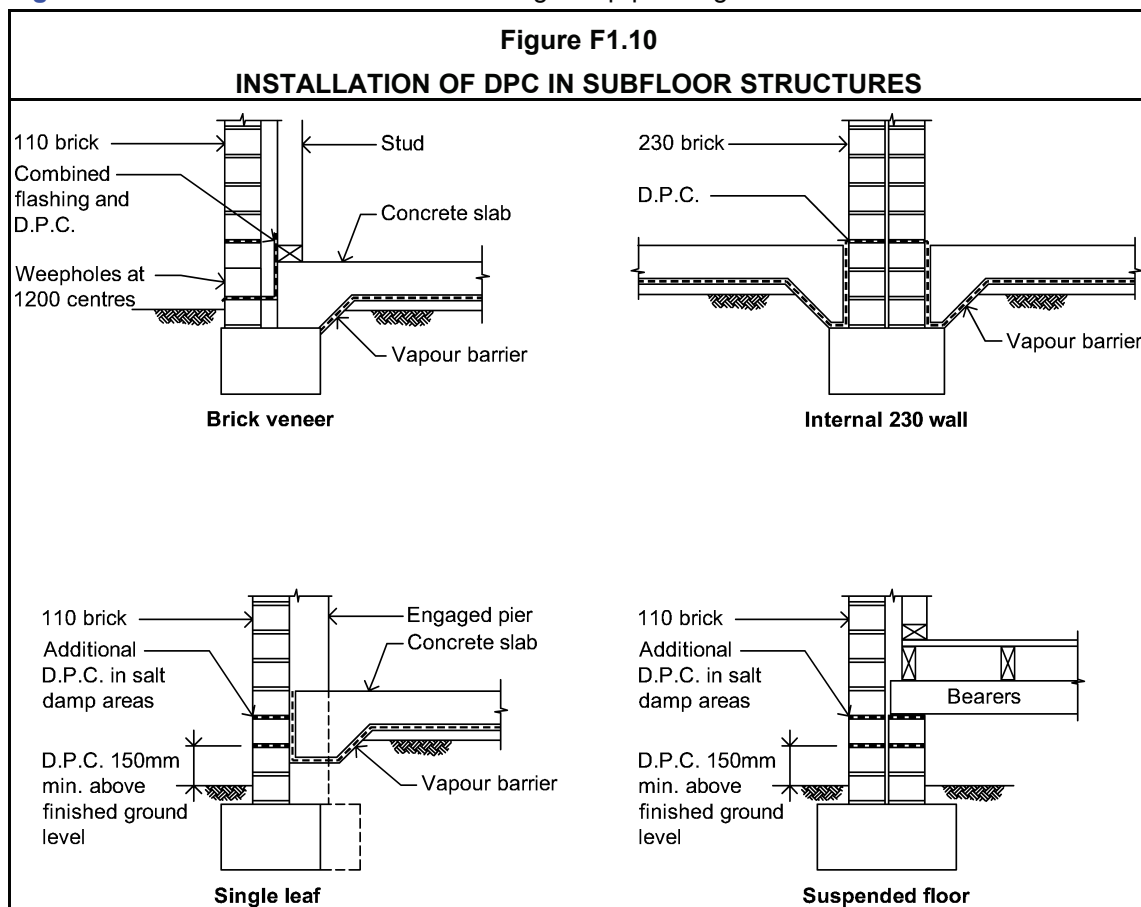 Figure F1.10
INSTALLATION OF DPC IN SUBFLOOR STRUCTURES
110 brick
Combined
flashing and
D.P.C.
Weepholes at
1200 centres
Stud
Concrete slab
Vapour barrier
Brick veneer
230 brick
D.P.C.
Vapour barrier
Internal 230 wall
110 brick
Additional
D.P.C. in salt
damp areas
D.P.C. 150mm
min. above
finished ground
level
Engaged pier
Concrete slab
Vapour barrier
Single leaf
110 brick
Additional
D.P.C. in salt
damp areas
D.P.C. 150mm
min. above
finished ground
level
Bearers
Suspended floor